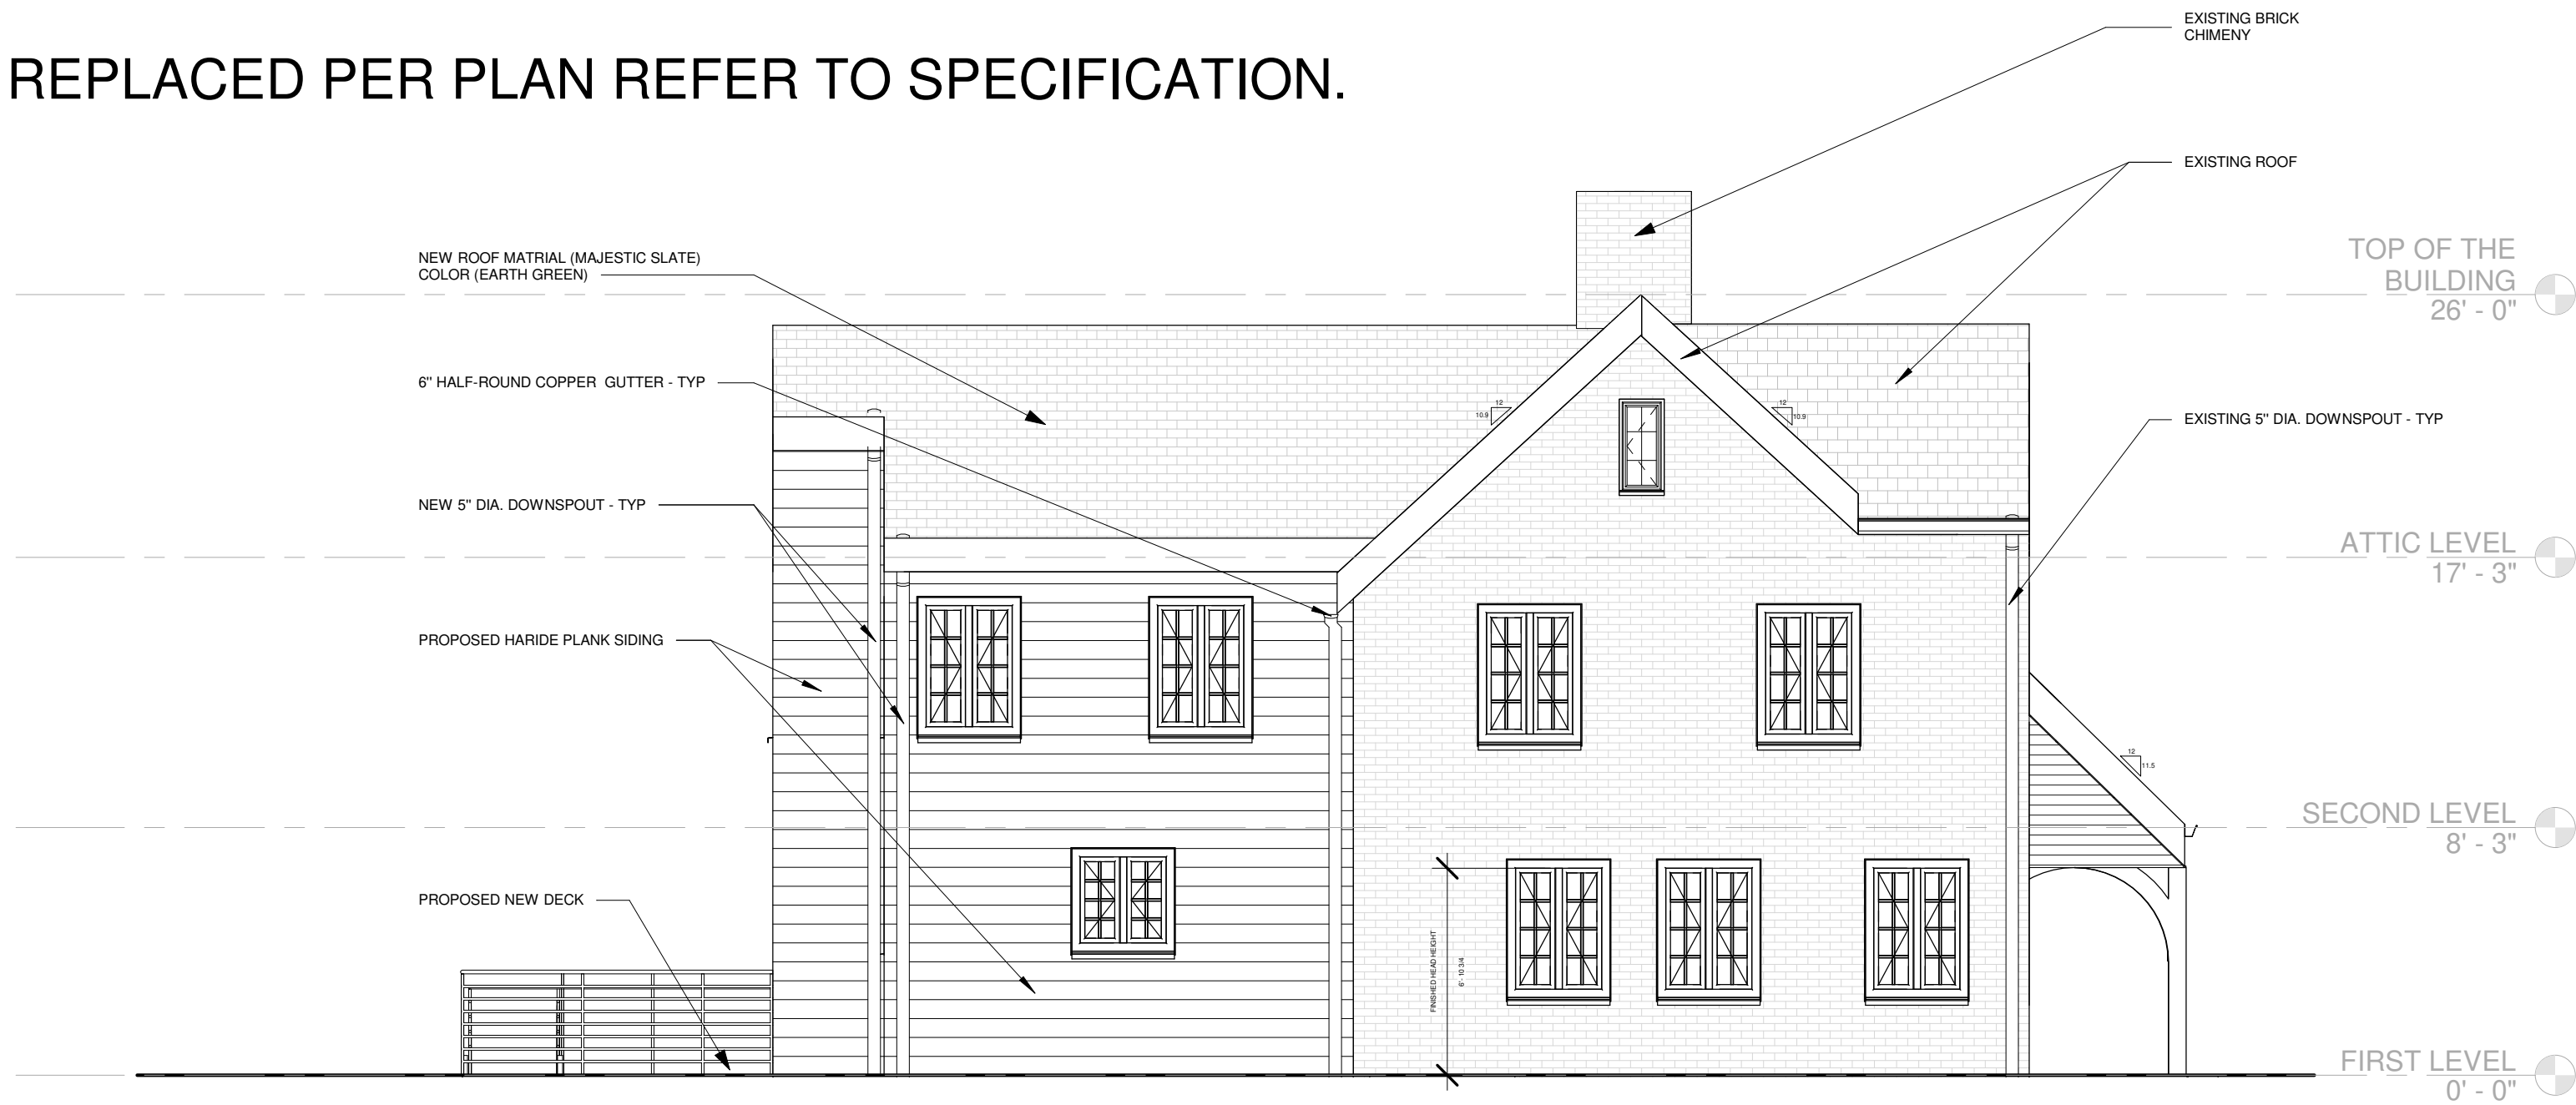 REPLACED PER PLAN REFER TO SPECIFICATION.
EXISTING BRICK
CHIMENY
EXISTING ROOF
NEW ROOF MATRIAL (MAJESTIC SLATE)
COLOR (EARTH GREEN)
TOP OF THE
BUILDING
26' - 0"
6" HALF-ROUND COPPER GUTTER - TYP
12
10.9
12
10.9
EXISTING 5" DIA. DOWNSPOUT - TYP
NEW 5" DIA. DOWNSPOUT - TYP
ATTIC LEVEL
17' - 3"
PROPOSED HARIDE PLANK SIDING
12
11.5
SECOND LEVEL
8' - 3"
PROPOSED NEW DECK
FINISHED HEAD HEIGHT
6' - 10 3/4
FIRST LEVEL
0' - 0"